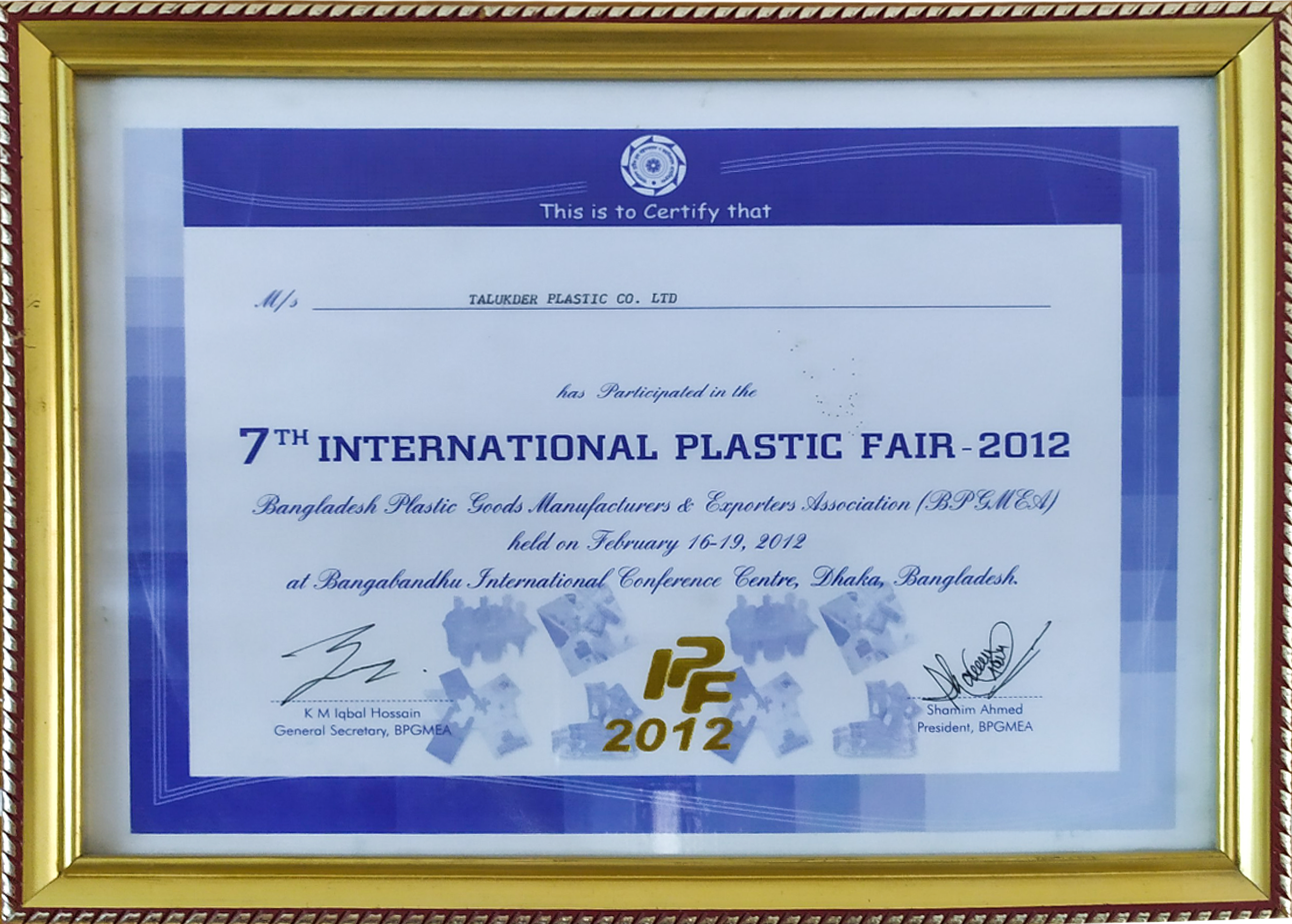 This is to Certify that
M/s TALUKDER PLASTIC CO. LTD
has Participated in the
7TH INTERNATIONAL PLASTIC FAIR - 2012
Bangladesh Plastic Goods Manufacturers & Exporters Association (BPGMEA)
held on February 16-19, 2012
at Bangabandhu International Conference Centre, Dhaka, Bangladesh.
IPF
2012
K M Iqbal Hossain
General Secretary, BPGMEA
Shamim Ahmed
President, BPGMEA